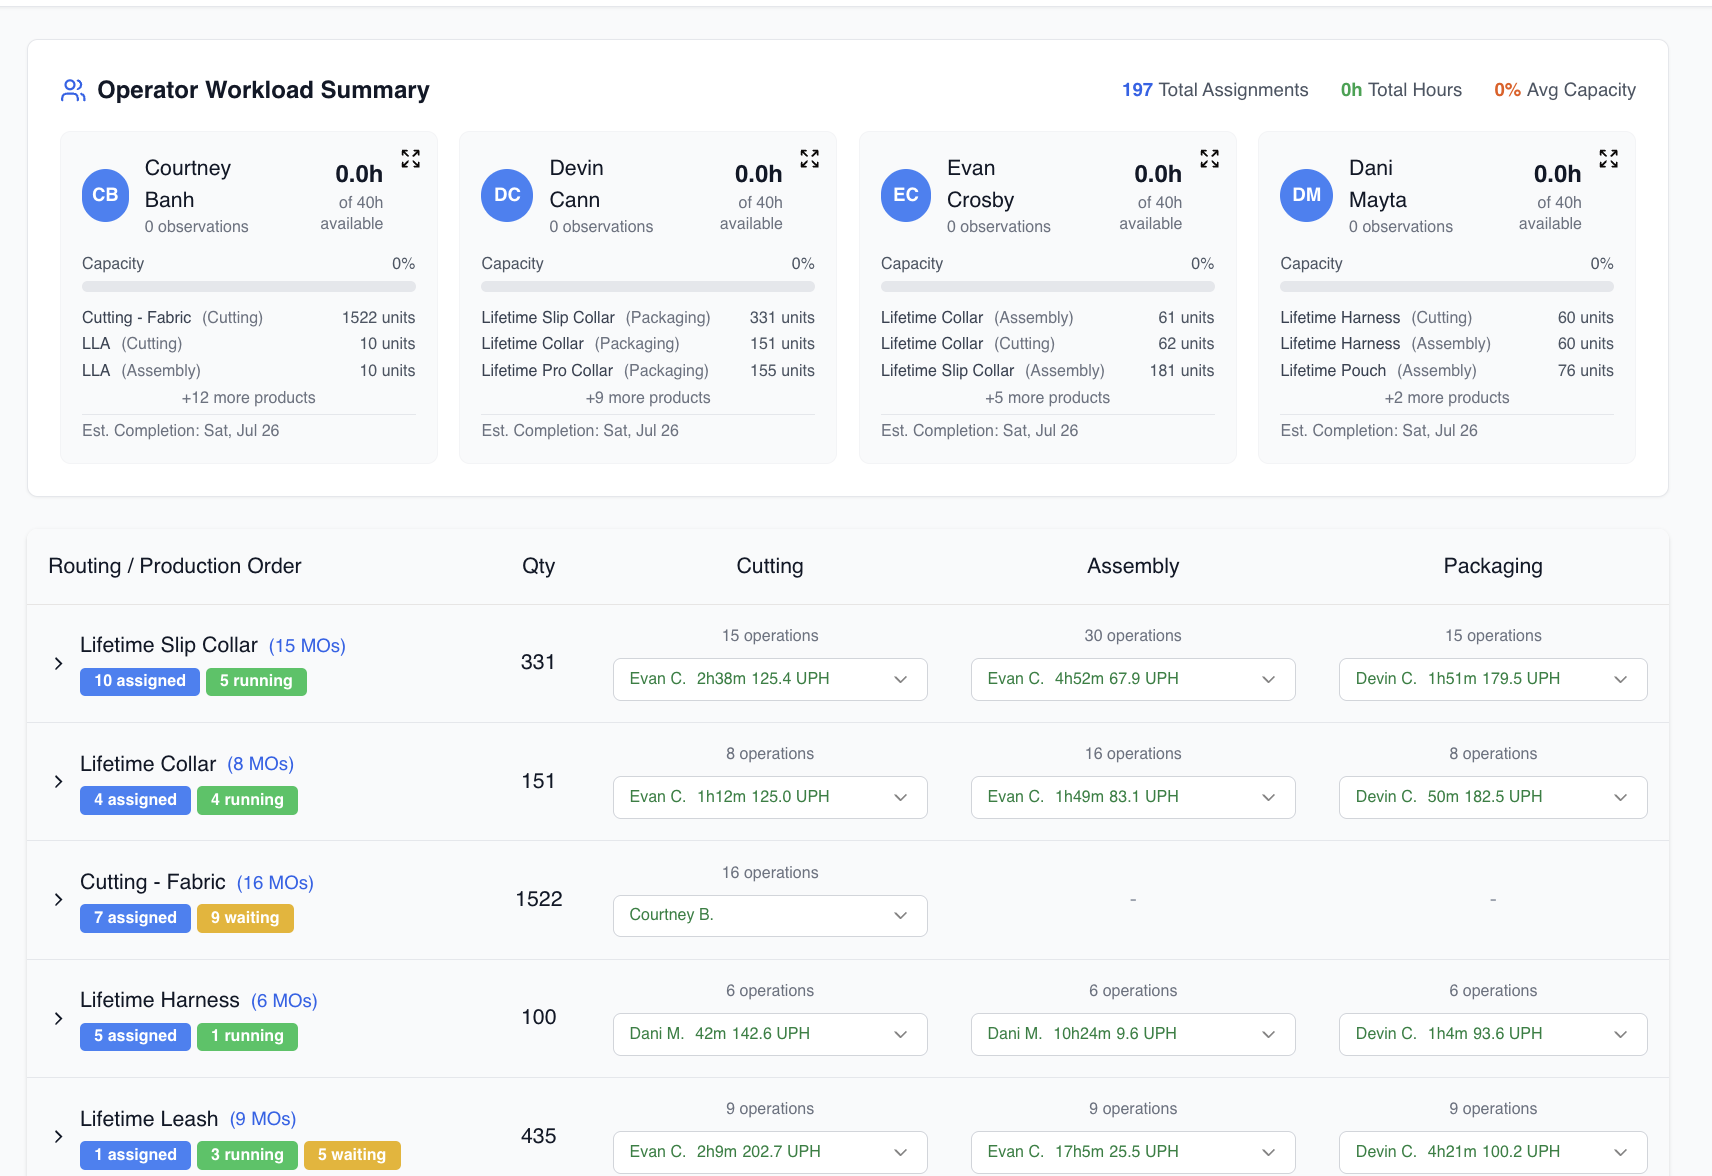 Operator Workload Summary
197 Total Assignments 0h Total Hours 0% Avg Capacity
CB
Courtney
Banh
0 observations
0.0h
of 40h
available
Capacity 0%
Cutting - Fabric (Cutting) 1522 units
LLA (Cutting) 10 units
LLA (Assembly) 10 units
+12 more products
Est. Completion: Sat, Jul 26
DC
Devin
Cann
0 observations
0.0h
of 40h
available
Capacity 0%
Lifetime Slip Collar (Packaging) 331 units
Lifetime Collar (Packaging) 151 units
Lifetime Pro Collar (Packaging) 155 units
+9 more products
Est. Completion: Sat, Jul 26
EC
Evan
Crosby
0 observations
0.0h
of 40h
available
Capacity 0%
Lifetime Collar (Assembly) 61 units
Lifetime Collar (Cutting) 62 units
Lifetime Slip Collar (Assembly) 181 units
+5 more products
Est. Completion: Sat, Jul 26
DM
Dani
Mayta
0 observations
0.0h
of 40h
available
Capacity 0%
Lifetime Harness (Cutting) 60 units
Lifetime Harness (Assembly) 60 units
Lifetime Pouch (Assembly) 76 units
+2 more products
Est. Completion: Sat, Jul 26
Routing / Production Order Qty Cutting Assembly Packaging
Lifetime Slip Collar (15 MOs)
10 assigned 5 running
331
15 operations
Evan C. 2h38m 125.4 UPH
30 operations
Evan C. 4h52m 67.9 UPH
15 operations
Devin C. 1h51m 179.5 UPH
Lifetime Collar (8 MOs)
4 assigned 4 running
151
8 operations
Evan C. 1h12m 125.0 UPH
16 operations
Evan C. 1h49m 83.1 UPH
8 operations
Devin C. 50m 182.5 UPH
Cutting - Fabric (16 MOs)
7 assigned 9 waiting
1522
16 operations
Courtney B.
-
-
Lifetime Harness (6 MOs)
5 assigned 1 running
100
6 operations
Dani M. 42m 142.6 UPH
6 operations
Dani M. 10h24m 9.6 UPH
6 operations
Devin C. 1h4m 93.6 UPH
Lifetime Leash (9 MOs)
1 assigned 3 running 5 waiting
435
9 operations
Evan C. 2h9m 202.7 UPH
9 operations
Evan C. 17h5m 25.5 UPH
9 operations
Devin C. 4h21m 100.2 UPH